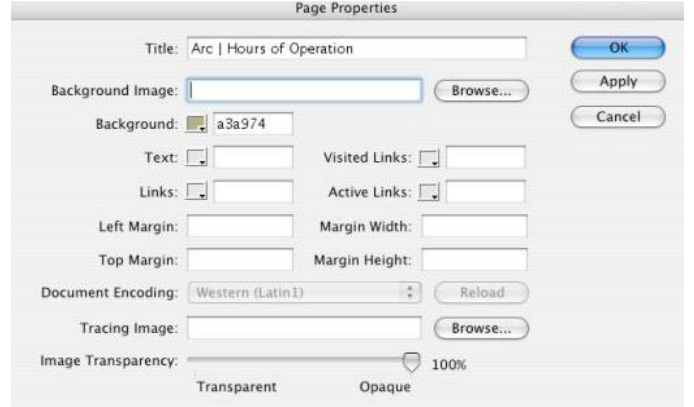 Page Properties
Title: Arc | Hours of Operation OK
Background Image: Browse... Apply
Background: a3a974 Cancel
Text: Visited Links:
Links: Active Links:
Left Margin: Margin Width:
Top Margin: Margin Height:
Document Encoding: Western (Latin1) Reload
Tracing Image: Browse...
Image Transparency: 100%
Transparent Opaque